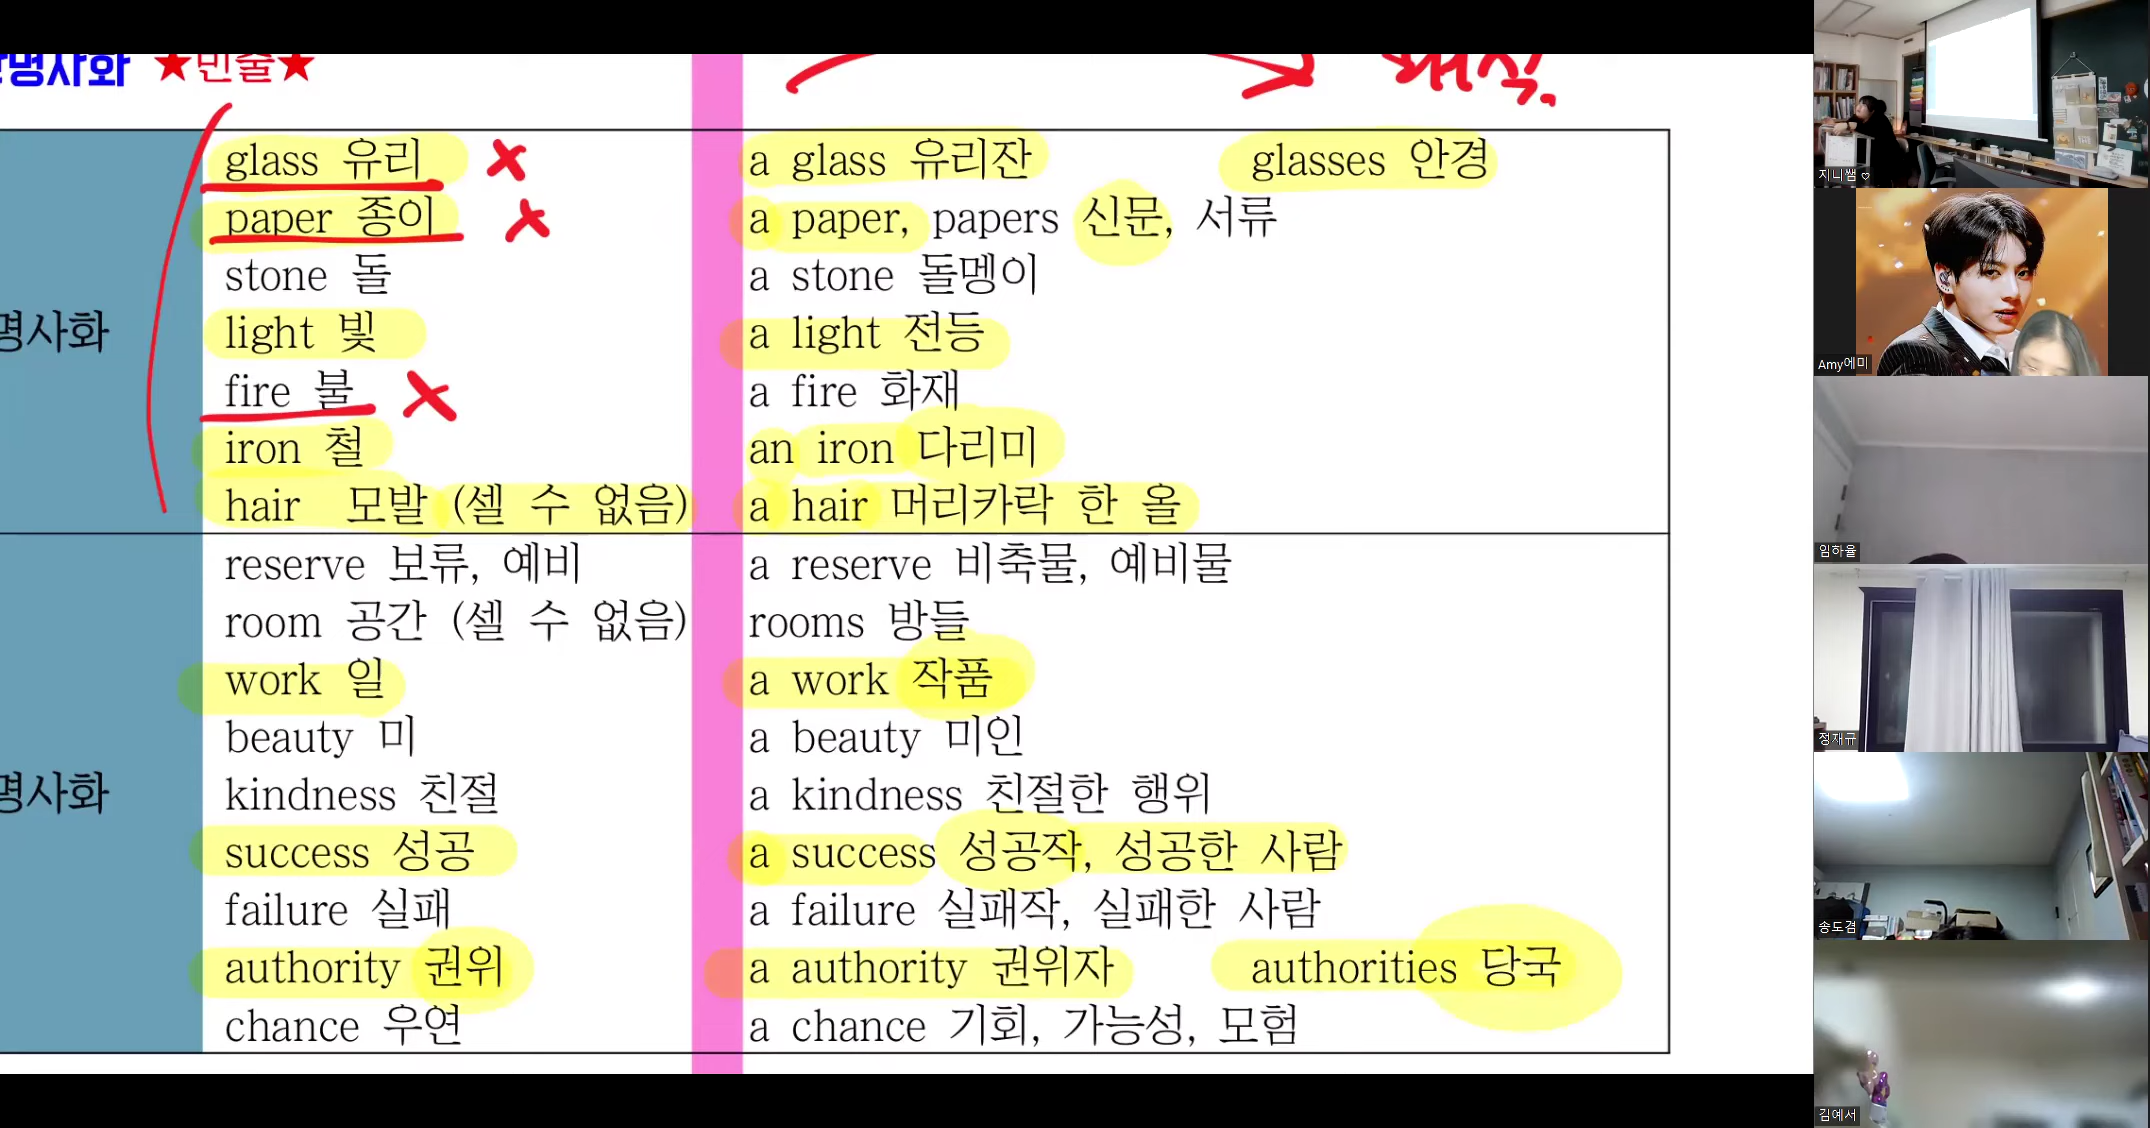 명사화 ★빈출★
해석.
glass 유리 × a glass 유리잔 glasses 안경
paper 종이 × a paper, papers 신문, 서류
stone 돌 a stone 돌멩이
명사화 light 빛 a light 전등
fire 불 × a fire 화재
iron 철 an iron 다리미
hair 모발 (셀 수 없음) a hair 머리카락 한 올
reserve 보류, 예비 a reserve 비축물, 예비물
room 공간 (셀 수 없음) rooms 방들
work 일 a work 작품
beauty 미 a beauty 미인
명사화 kindness 친절 a kindness 친절한 행위
success 성공 a success 성공작, 성공한 사람
failure 실패 a failure 실패작, 실패한 사람
authority 권위 a authority 권위자 authorities 당국
chance 우연 a chance 기회, 가능성, 모험
지니쌤 ♡
Amy에미
임하율
정재규
송도겸
김예서